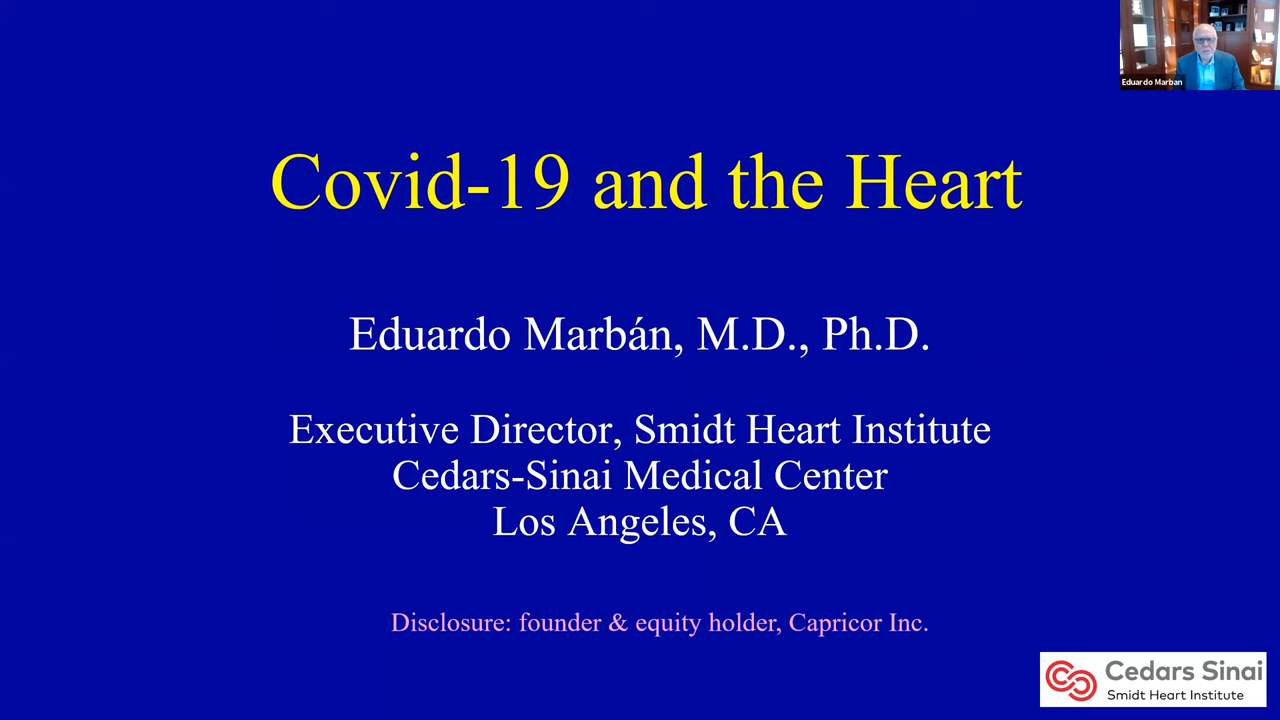 Eduardo Marban
Covid-19 and the Heart
Eduardo Marbán, M.D., Ph.D.
Executive Director, Smidt Heart Institute
Cedars-Sinai Medical Center
Los Angeles, CA
Disclosure: founder & equity holder, Capricor Inc.
Cedars Sinai
Smidt Heart Institute